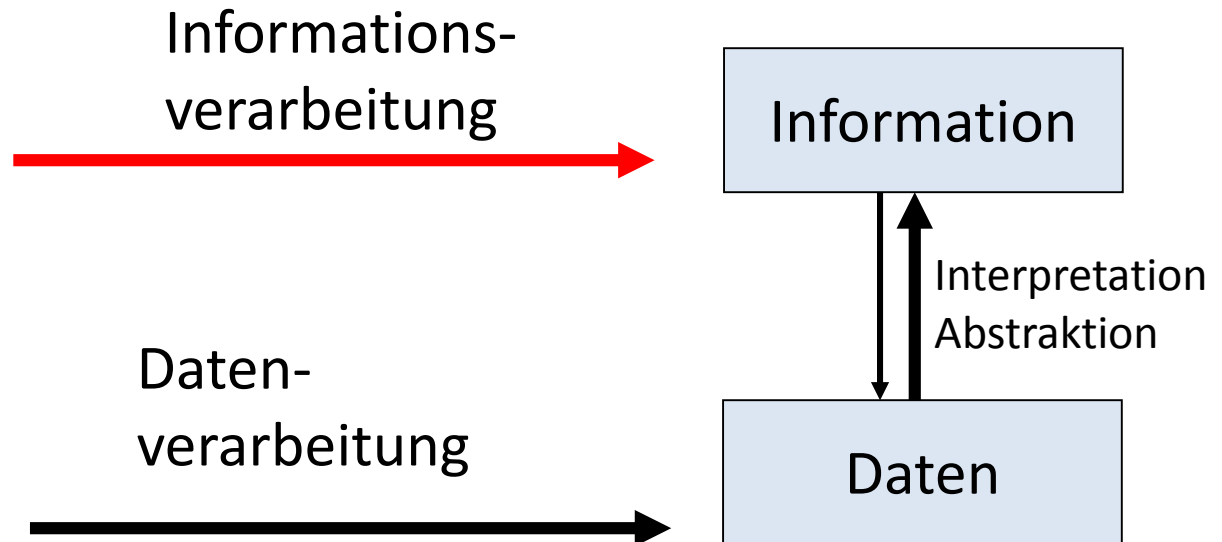 Informations-
verarbeitung
Information
Interpretation
Abstraktion
Daten-
verarbeitung
Daten